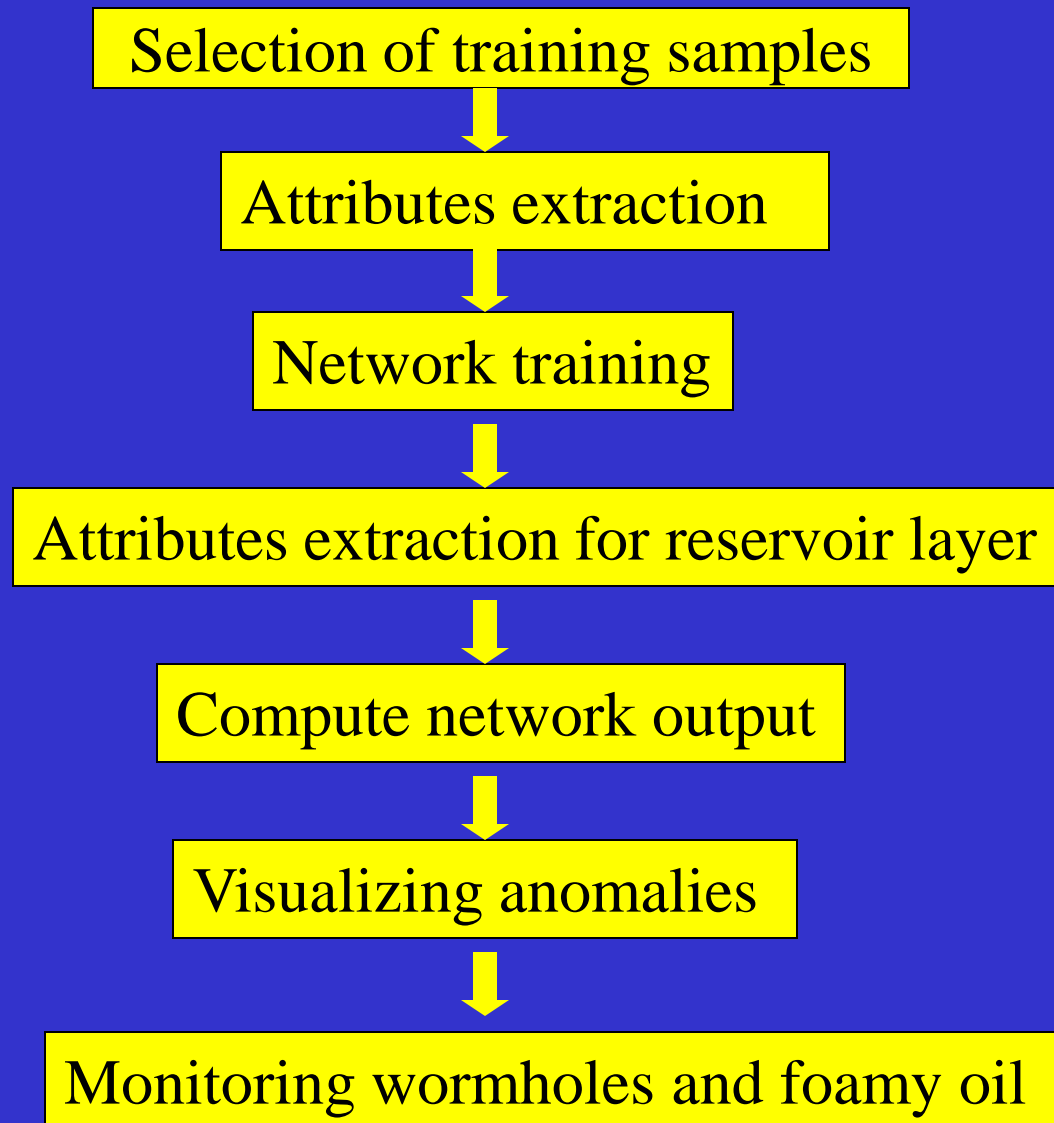 Selection of training samples
Attributes extraction
Network training
Attributes extraction for reservoir layer
Compute network output
Visualizing anomalies
Monitoring wormholes and foamy oil